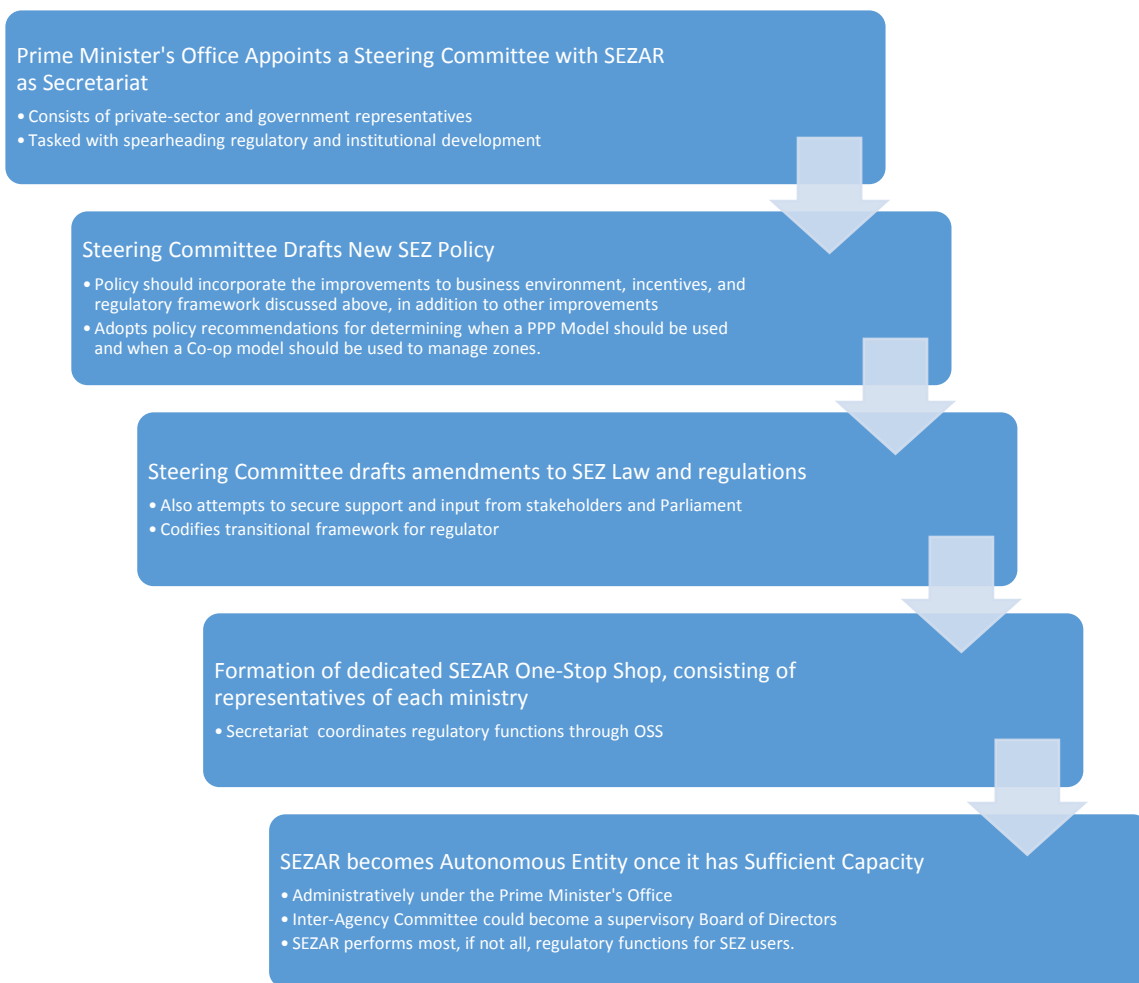 Prime Minister's Office Appoints a Steering Committee with SEZAR
as Secretariat
• Consists of private-sector and government representatives
• Tasked with spearheading regulatory and institutional development
Steering Committee Drafts New SEZ Policy
• Policy should incorporate the improvements to business environment, incentives, and
regulatory framework discussed above, in addition to other improvements
• Adopts policy recommendations for determining when a PPP Model should be used
and when a Co-op model should be used to manage zones.
Steering Committee drafts amendments to SEZ Law and regulations
• Also attempts to secure support and input from stakeholders and Parliament
• Codifies transitional framework for regulator
Formation of dedicated SEZAR One-Stop Shop, consisting of
representatives of each ministry
• Secretariat coordinates regulatory functions through OSS
SEZAR becomes Autonomous Entity once it has Sufficient Capacity
• Administratively under the Prime Minister's Office
• Inter-Agency Committee could become a supervisory Board of Directors
• SEZAR performs most, if not all, regulatory functions for SEZ users.